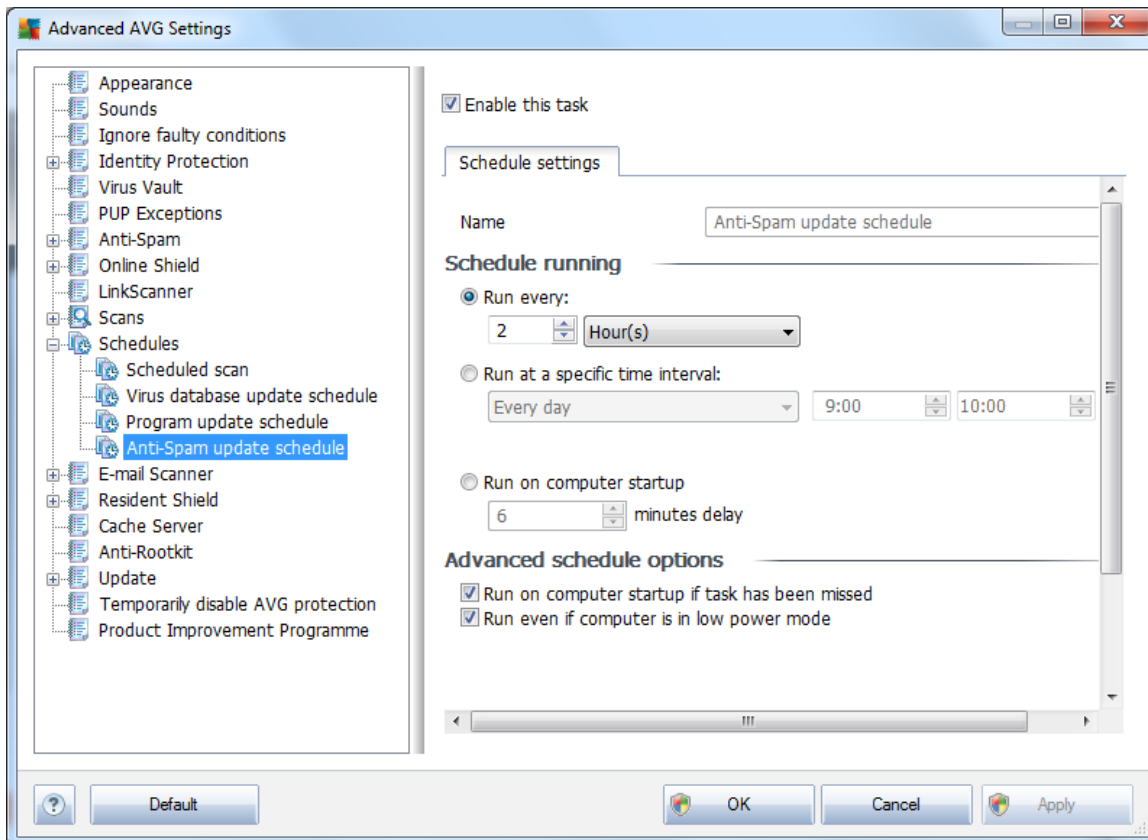 Advanced AVG Settings
Appearance
Sounds
Ignore faulty conditions
Identity Protection
Virus Vault
PUP Exceptions
Anti-Spam
Online Shield
LinkScanner
Scans
Schedules
Scheduled scan
Virus database update schedule
Program update schedule
Anti-Spam update schedule
E-mail Scanner
Resident Shield
Cache Server
Anti-Rootkit
Update
Temporarily disable AVG protection
Product Improvement Programme
Enable this task
Schedule settings
Name Anti-Spam update schedule
Schedule running
Run every:
2 Hour(s)
Run at a specific time interval:
Every day 9:00 10:00
Run on computer startup
6 minutes delay
Advanced schedule options
Run on computer startup if task has been missed
Run even if computer is in low power mode
? Default OK Cancel Apply